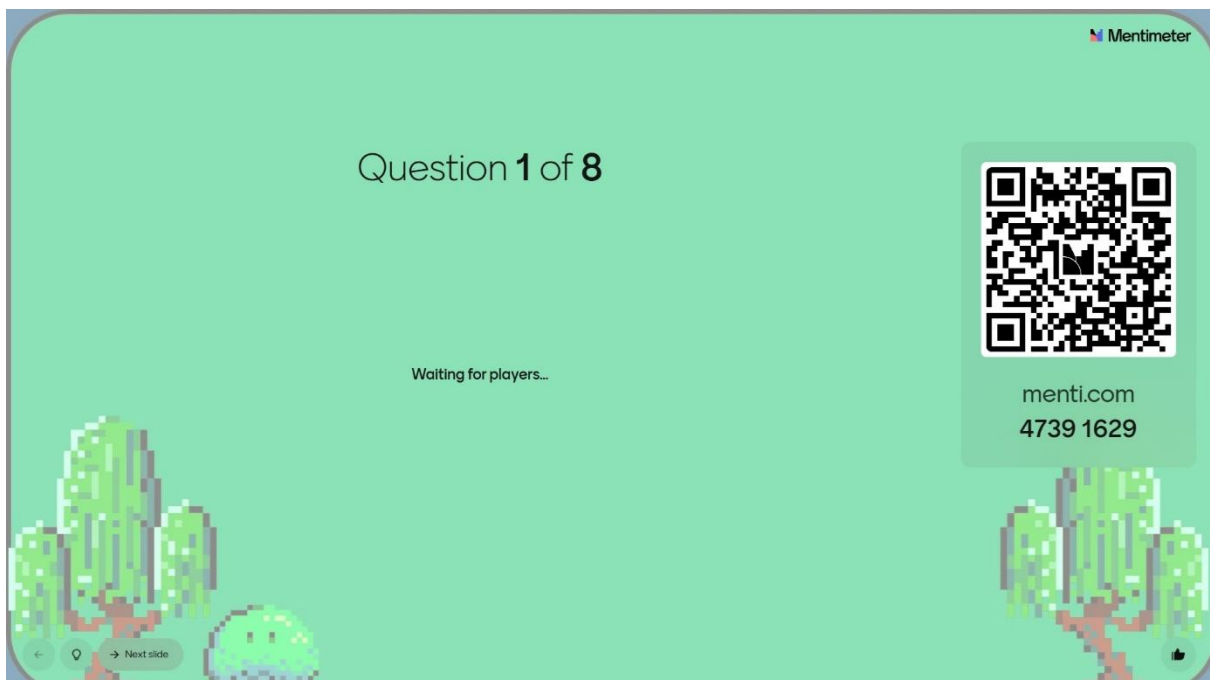 Mentimeter
Question 1 of 8
Waiting for players...
menti.com
4739 1629
Next slide